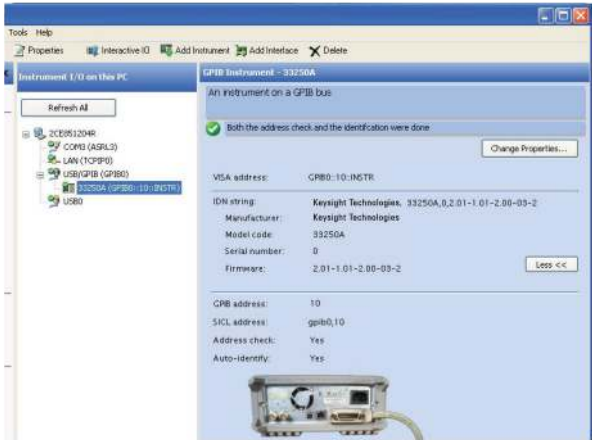 Tools Help
Properties Interactive IO Add Instrument Add Interface Delete
Instrument I/O on this PC
Refresh All
2CE851204R
COM3 (ASRL3)
LAN (TCPIP0)
USB/GPIB (GPIB0)
33250A (GPIB0::10::INSTR)
USB0
GPIB Instrument - 33250A
An instrument on a GPIB bus
Both the address check and the identification were done
Change Properties...
VISA address: GPIB0::10::INSTR
IDN string: Keysight Technologies, 33250A,0,2.01-1.01-2.00-03-2
Manufacturer: Keysight Technologies
Model code: 33250A
Serial number: 0
Firmware: 2.01-1.01-2.00-03-2
Less <<
GPIB address: 10
SICL address: gpib0,10
Address check: Yes
Auto-identify: Yes